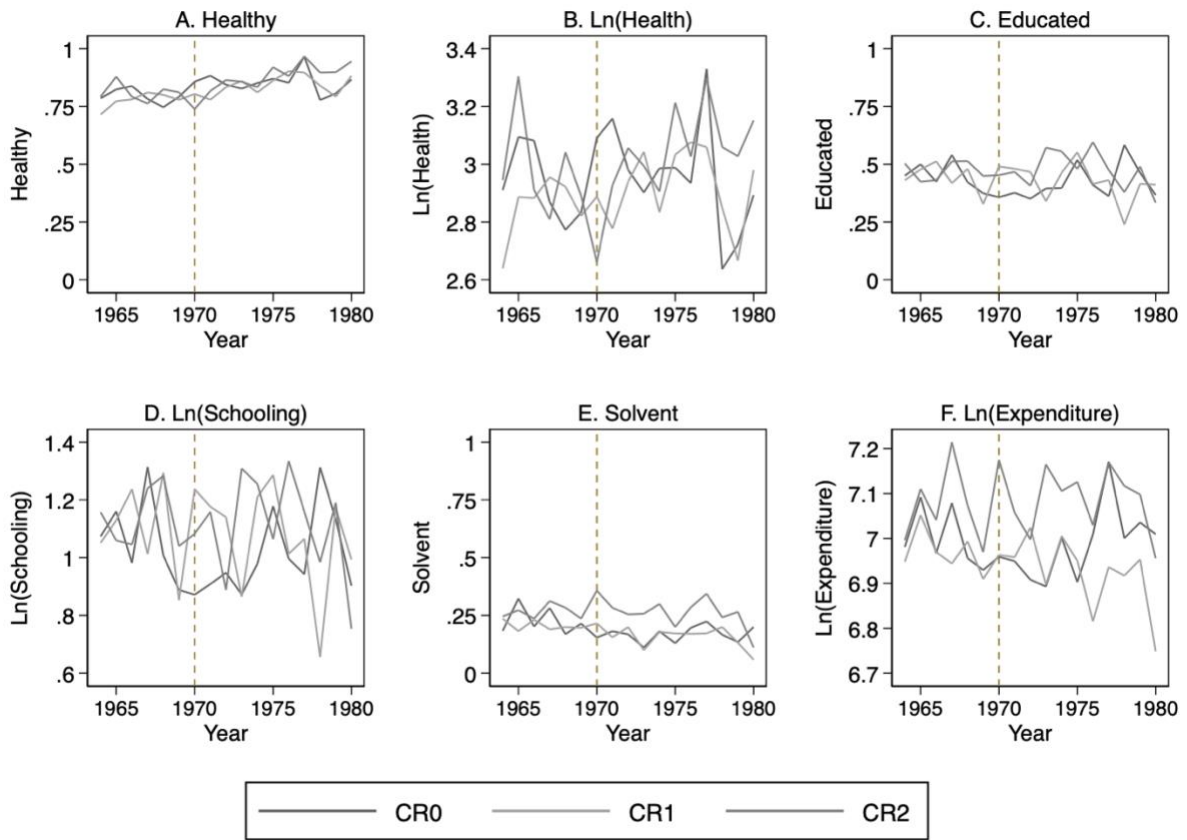 A. Healthy
1
.75
.5
.25
0
Healthy
1965 1970 1975 1980
Year
B. Ln(Health)
3.4
3.2
3
2.8
2.6
Ln(Health)
1965 1970 1975 1980
Year
C. Educated
1
.75
.5
.25
0
Educated
1965 1970 1975 1980
Year
D. Ln(Schooling)
1.4
1.2
1
.8
.6
Ln(Schooling)
1965 1970 1975 1980
Year
E. Solvent
1
.75
.5
.25
0
Solvent
1965 1970 1975 1980
Year
F. Ln(Expenditure)
7.2
7.1
7
6.9
6.8
6.7
Ln(Expenditure)
1965 1970 1975 1980
Year
CR0 CR1 CR2